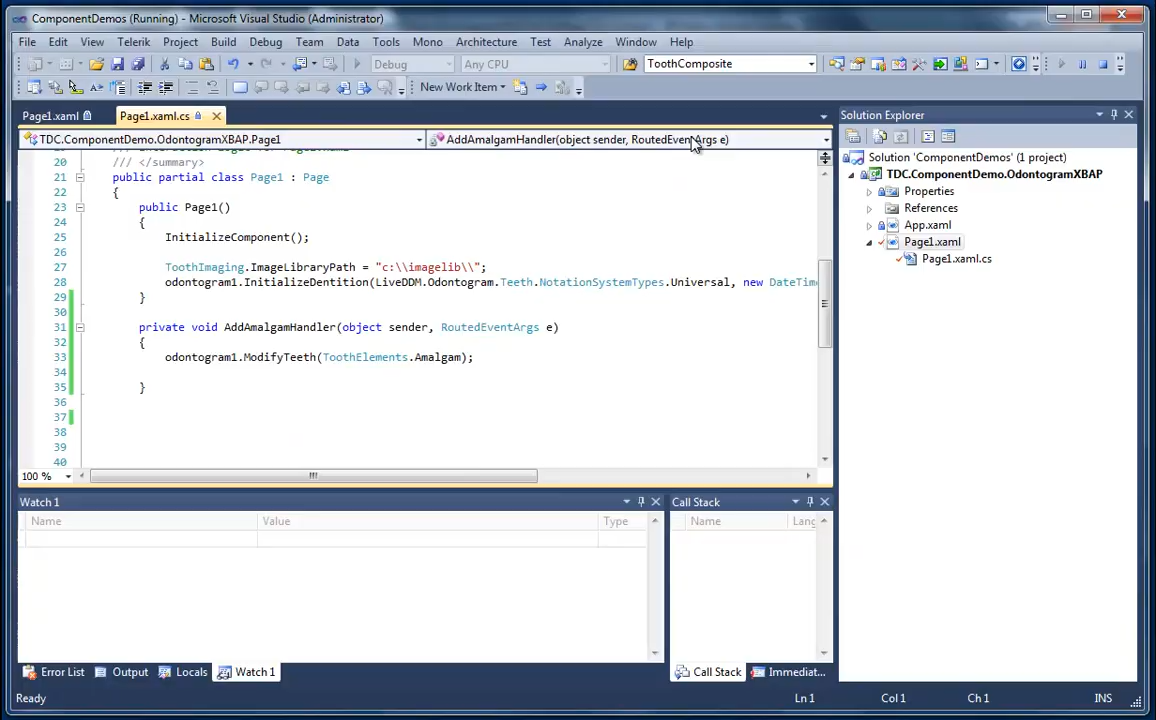 ComponentDemos (Running) - Microsoft Visual Studio (Administrator)
File Edit View Telerik Project Build Debug Team Data Tools Mono Architecture Test Analyze Window Help
Debug Any CPU ToothComposite
New Work Item
Page1.xaml Page1.xaml.cs
TDC.ComponentDemo.OdontogramXBAP.Page1 AddAmalgamHandler(object sender, RoutedEventArgs e)
20 /// </summary>
21 public partial class Page1 : Page
22 {
23 public Page1()
24 {
25 InitializeComponent();
26
27 ToothImaging.ImageLibraryPath = "c:\\imagelib\\";
28 odontogram1.InitializeDentition(LiveDDM.Odontogram.Teeth.NotationSystemTypes.Universal, new DateTim
29 }
30
31 private void AddAmalgamHandler(object sender, RoutedEventArgs e)
32 {
33 odontogram1.ModifyTeeth(ToothElements.Amalgam);
34
35 }
36
37
38
39
40
100 %
Solution Explorer
Solution 'ComponentDemos' (1 project)
TDC.ComponentDemo.OdontogramXBAP
Properties
References
App.xaml
Page1.xaml
Page1.xaml.cs
Watch 1
Name Value Type
Call Stack
Name Lang
Error List Output Locals Watch 1
Call Stack Immediat...
Ready Ln 1 Col 1 Ch 1 INS